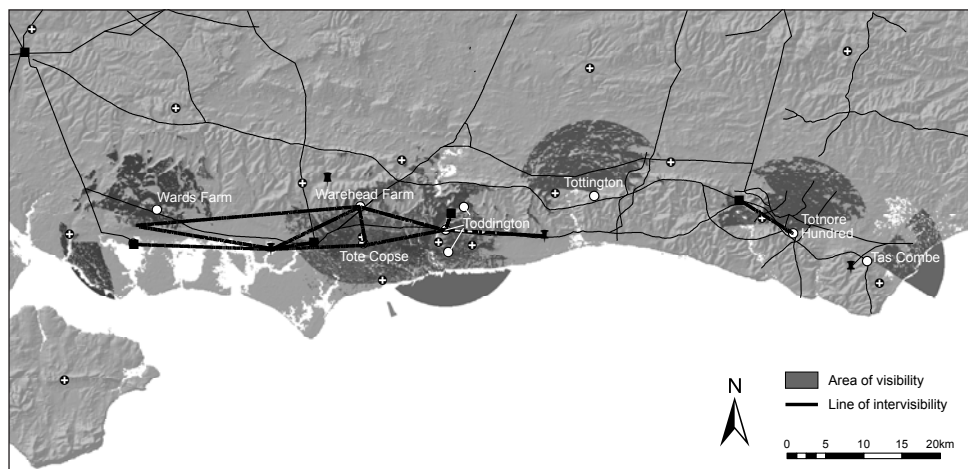 Wards Farm
Warehead Farm
Tote Copse
Toddington
Tottington
Totnore
Hundred
Tas Combe
N
Area of visibility
Line of intervisibility
0 5 10 20km